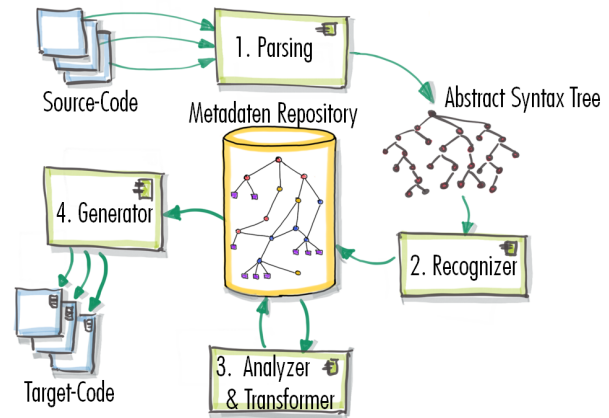 1. Parsing
Source-Code
Abstract Syntax Tree
Metadaten Repository
4. Generator
2. Recognizer
3. Analyzer
& Transformer
Target-Code